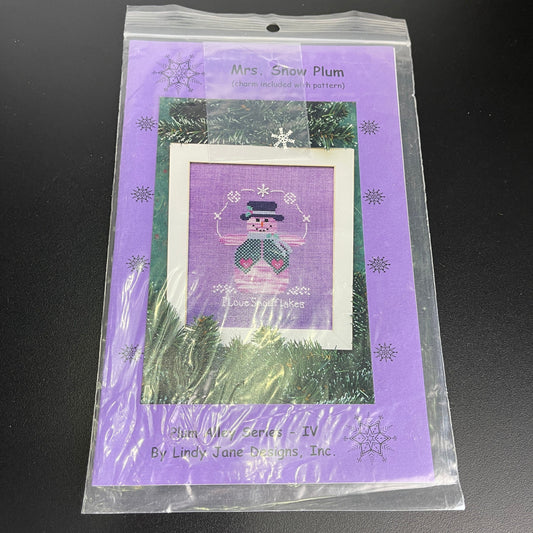 Mrs. Snow Plum
(charm included with pattern)
I Love Snowflakes
Plum Alley Series - IV
By Lindy Jane Designs, Inc.